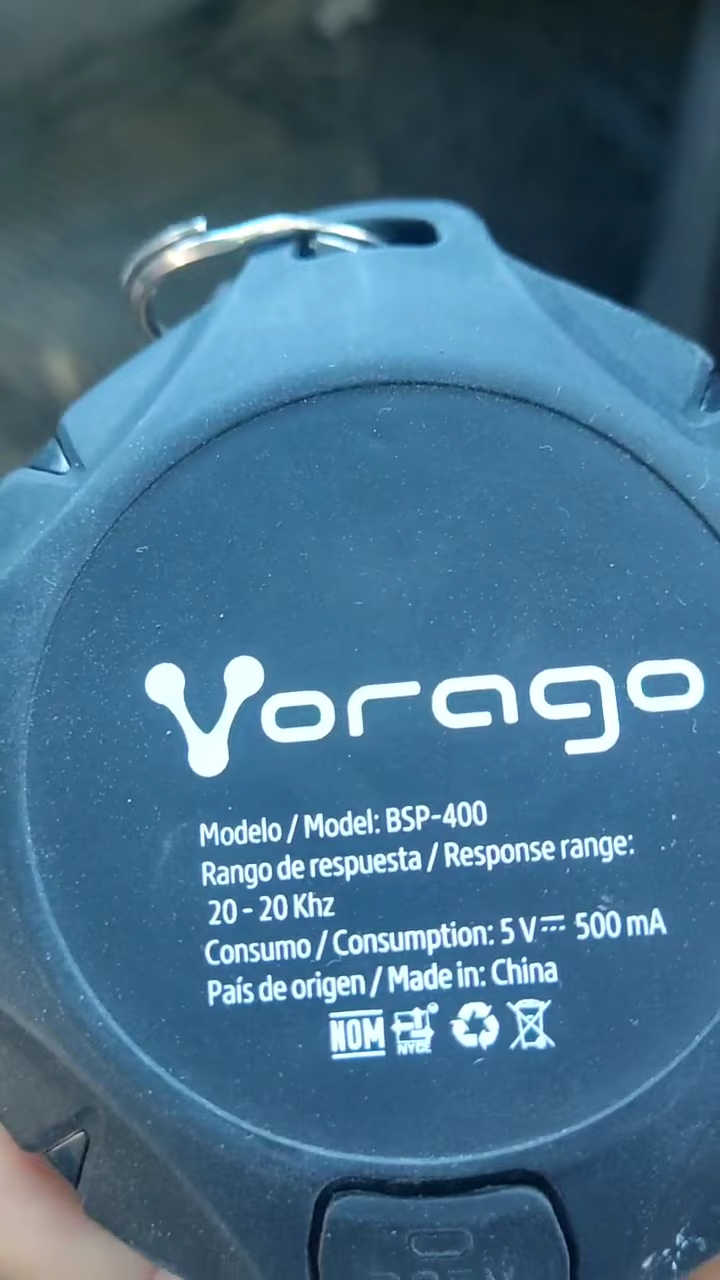 Vorago
Modelo / Model: BSP-400
Rango de respuesta / Response range:
20 - 20 Khz
Consumo / Consumption: 5 V⎓ 500 mA
País de origen / Made in: China
NOM NYCE